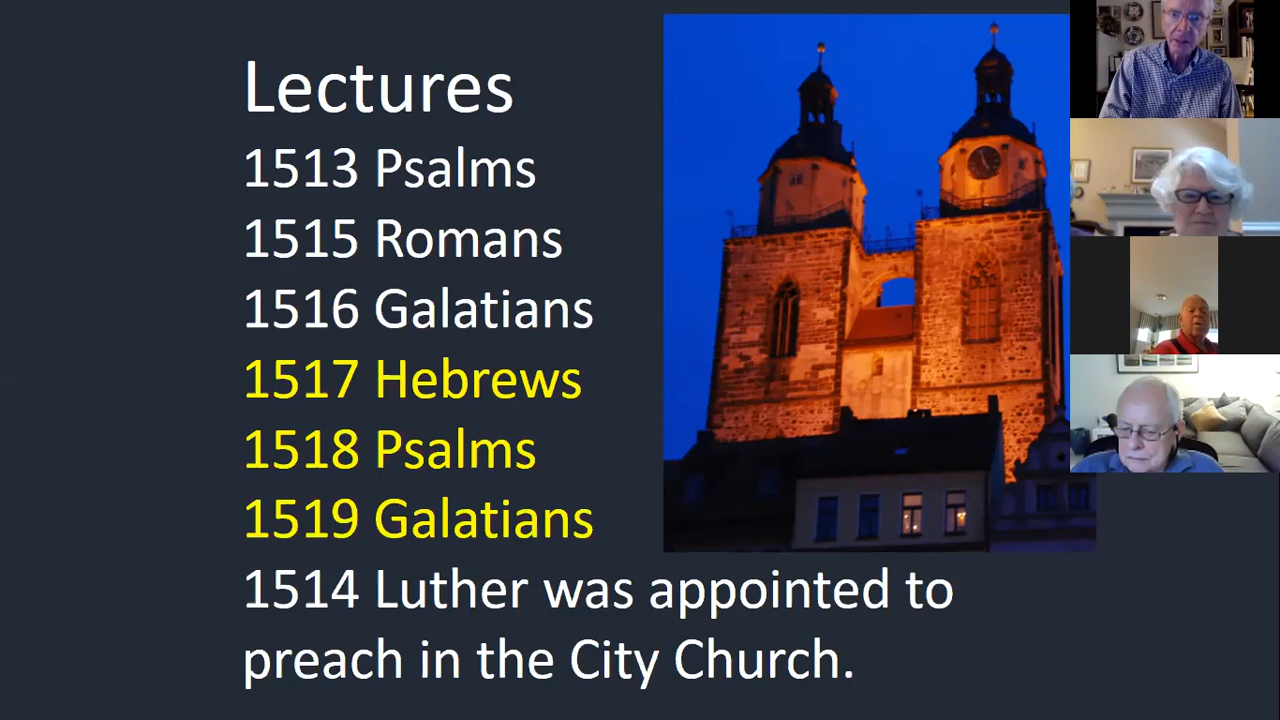 Lectures
1513 Psalms
1515 Romans
1516 Galatians
1517 Hebrews
1518 Psalms
1519 Galatians
1514 Luther was appointed to
preach in the City Church.